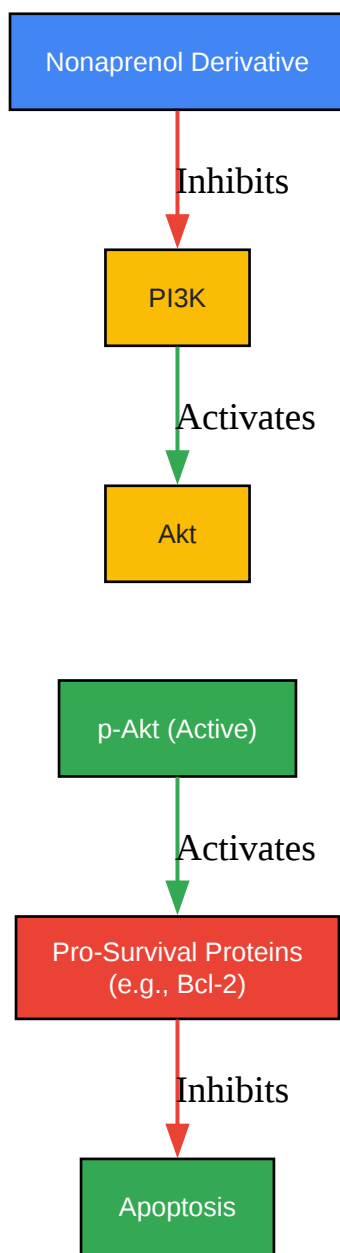 Nonaprenol Derivative
Inhibits
PI3K
Activates
Akt
p-Akt (Active)
Activates
Pro-Survival Proteins
(e.g., Bcl-2)
Inhibits
Apoptosis